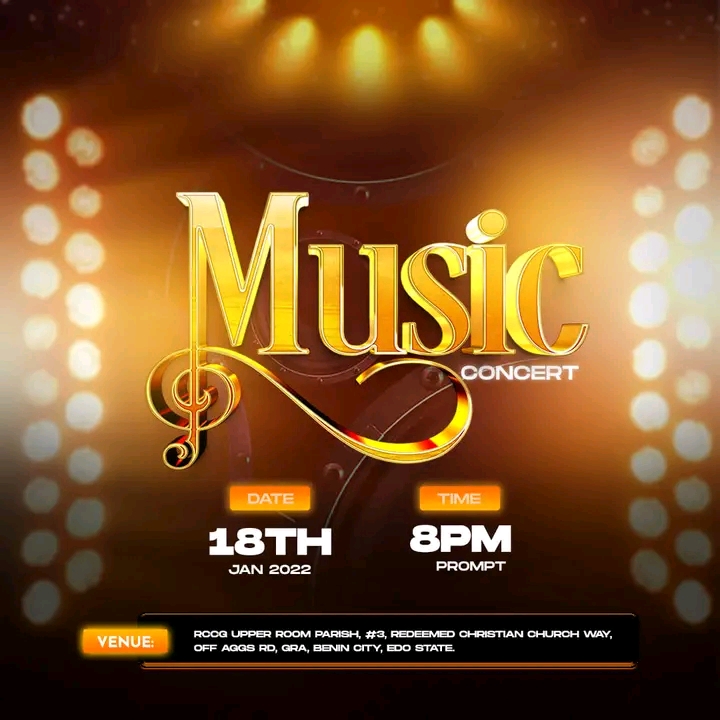 Music
CONCERT
DATE
TIME
18TH
8PM
JAN 2022
PROMPT
VENUE:
RCCG UPPER ROOM PARISH, #3, REDEEMED CHRISTIAN CHURCH WAY,
OFF AGGS RD, GRA, BENIN CITY, EDO STATE.